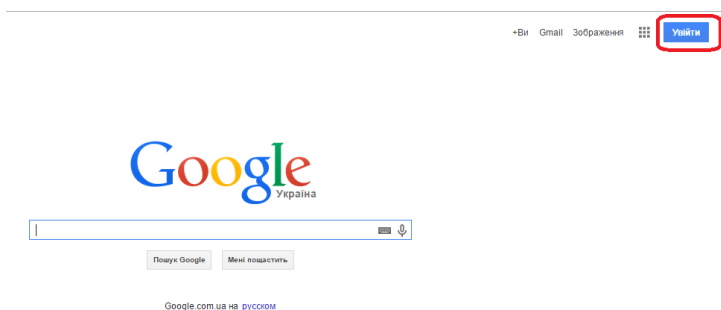 +Ви Gmail Зображення Увійти
Google
Україна
Пошук Google Мені пощастить
Google.com.ua на русском